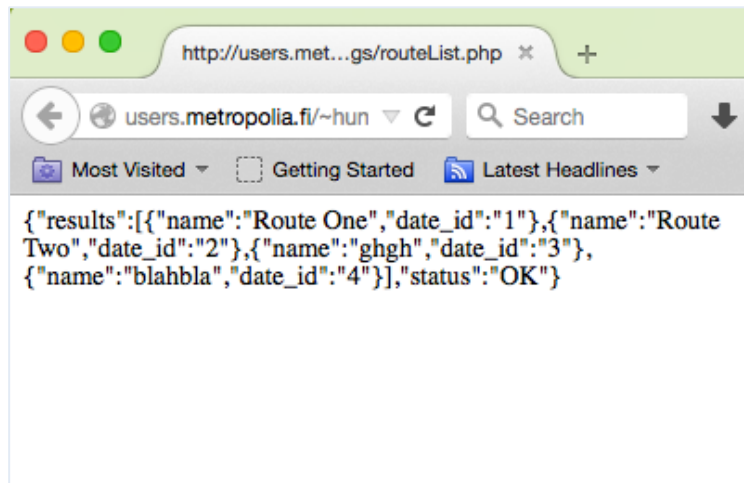 http://users.met...gs/routeList.php
users.metropolia.fi/~hun
Search
Most Visited
Getting Started
Latest Headlines
{"results":[{"name":"Route One","date_id":"1"},{"name":"Route
Two","date_id":"2"},{"name":"ghgh","date_id":"3"},
{"name":"blahbla","date_id":"4"}],"status":"OK"}